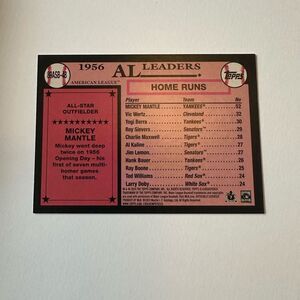 89ASB-48
1956 AL LEADERS
AMERICAN LEAGUE
TOPPS
HOME RUNS
ALL-STAR
OUTFIELDER
MICKEY
MANTLE
Mickey went deep
twice on 1956
Opening Day – his
first of seven multi-
homer games
that season.
Player Team No
MICKEY MANTLE YANKEES® 52
Vic Wertz Cleveland 32
Yogi Berra Yankees® 30
Roy Sievers Senators™ 29
Charlie Maxwell Tigers® 28
Al Kaline Tigers® 27
Jim Lemon Senators™ 27
Hank Bauer Yankees® 26
Ray Boone Tigers® 25
Ted Williams Red Sox® 24
Larry Doby White Sox® 24